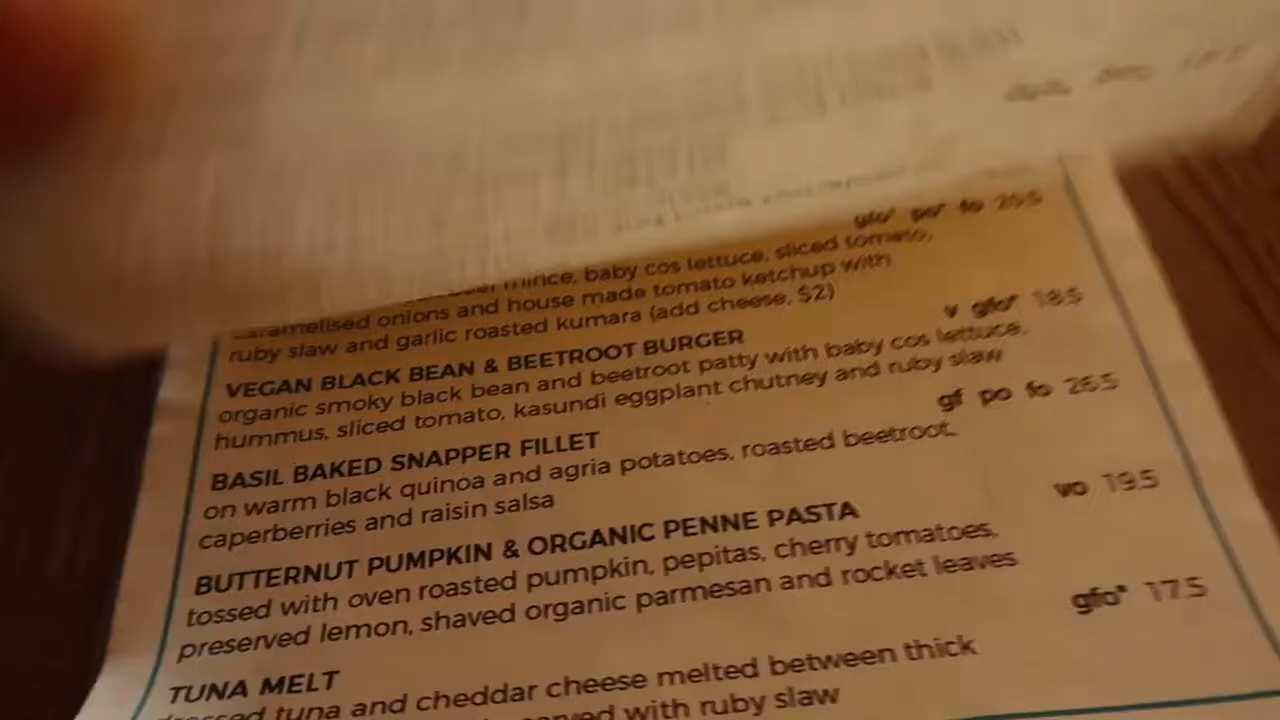 gfo* po* fo 26.5
mince, baby cos lettuce, sliced tomato,
caramelised onions and house made tomato ketchup with
ruby slaw and garlic roasted kumara (add cheese, $2)
VEGAN BLACK BEAN & BEETROOT BURGER v gfo* 18.5
organic smoky black bean and beetroot patty with baby cos lettuce,
hummus, sliced tomato, kasundi eggplant chutney and ruby slaw
BASIL BAKED SNAPPER FILLET gf po fo 26.5
on warm black quinoa and agria potatoes, roasted beetroot,
caperberries and raisin salsa
BUTTERNUT PUMPKIN & ORGANIC PENNE PASTA vo 19.5
tossed with oven roasted pumpkin, pepitas, cherry tomatoes,
preserved lemon, shaved organic parmesan and rocket leaves
TUNA MELT gfo* 17.5
tuna and cheddar cheese melted between thick
with ruby slaw